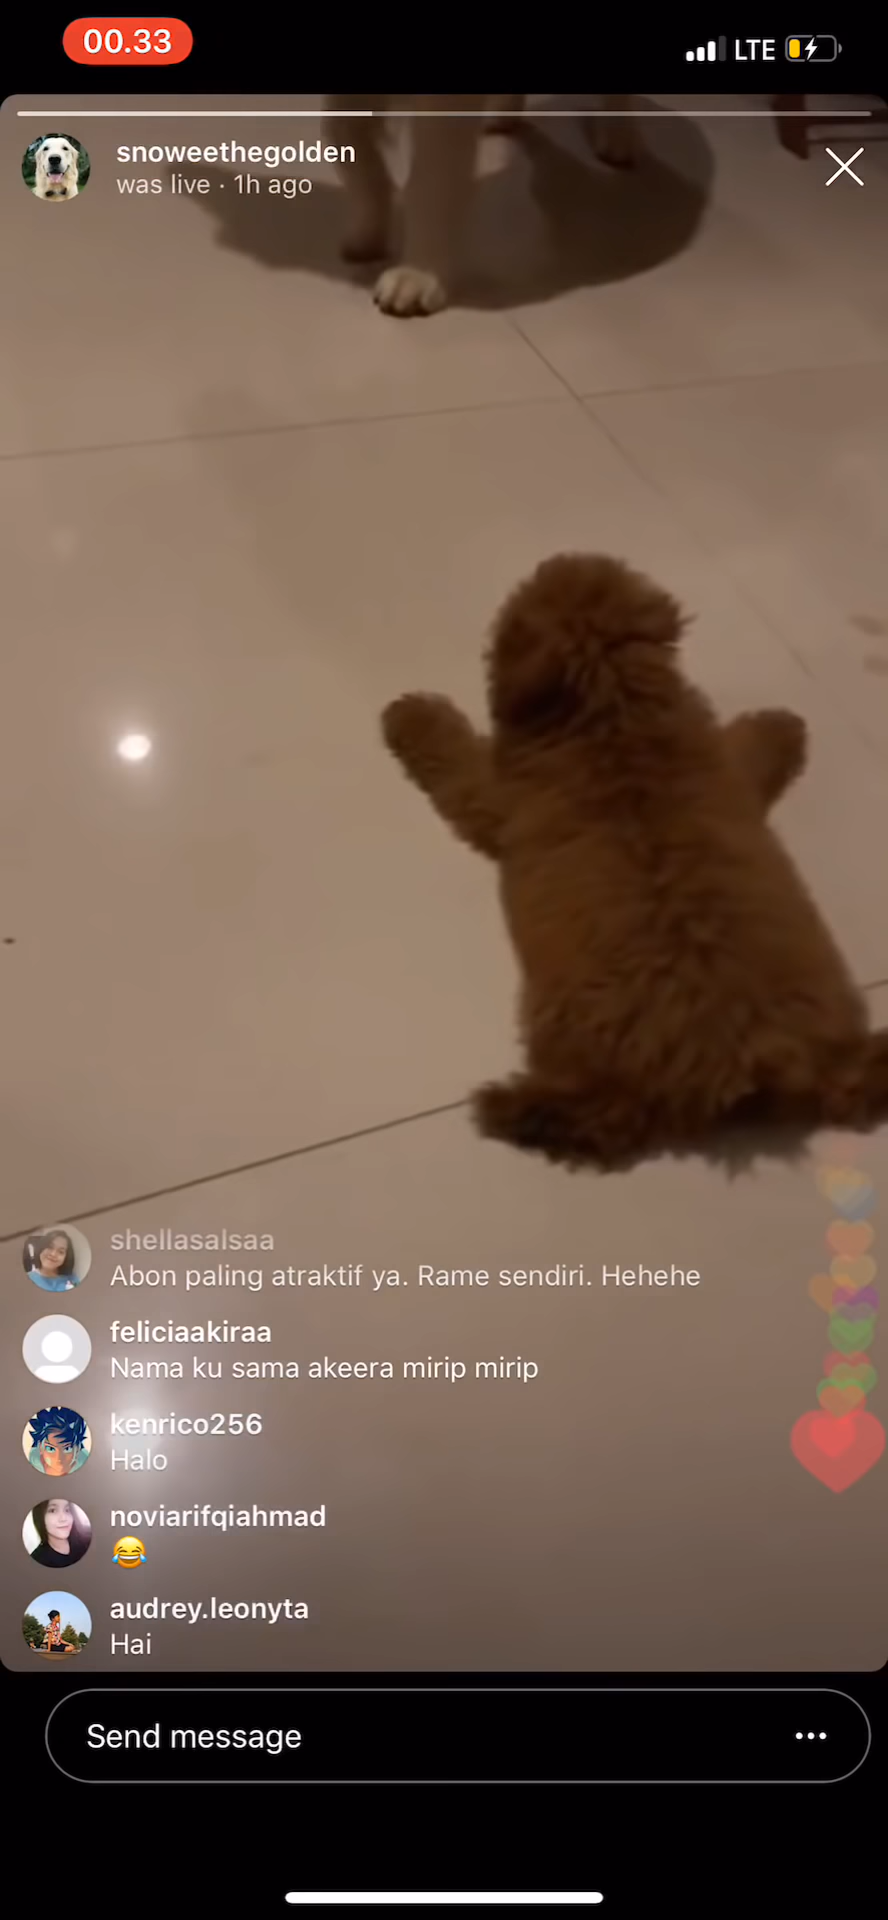 00.33
LTE
snoweethegolden
was live · 1h ago
shellasalsaa
Abon paling atraktif ya. Rame sendiri. Hehehe
feliciaakiraa
Nama ku sama akeera mirip mirip
kenrico256
Halo
noviarifqiahmad
😂
audrey.leonyta
Hai
Send message